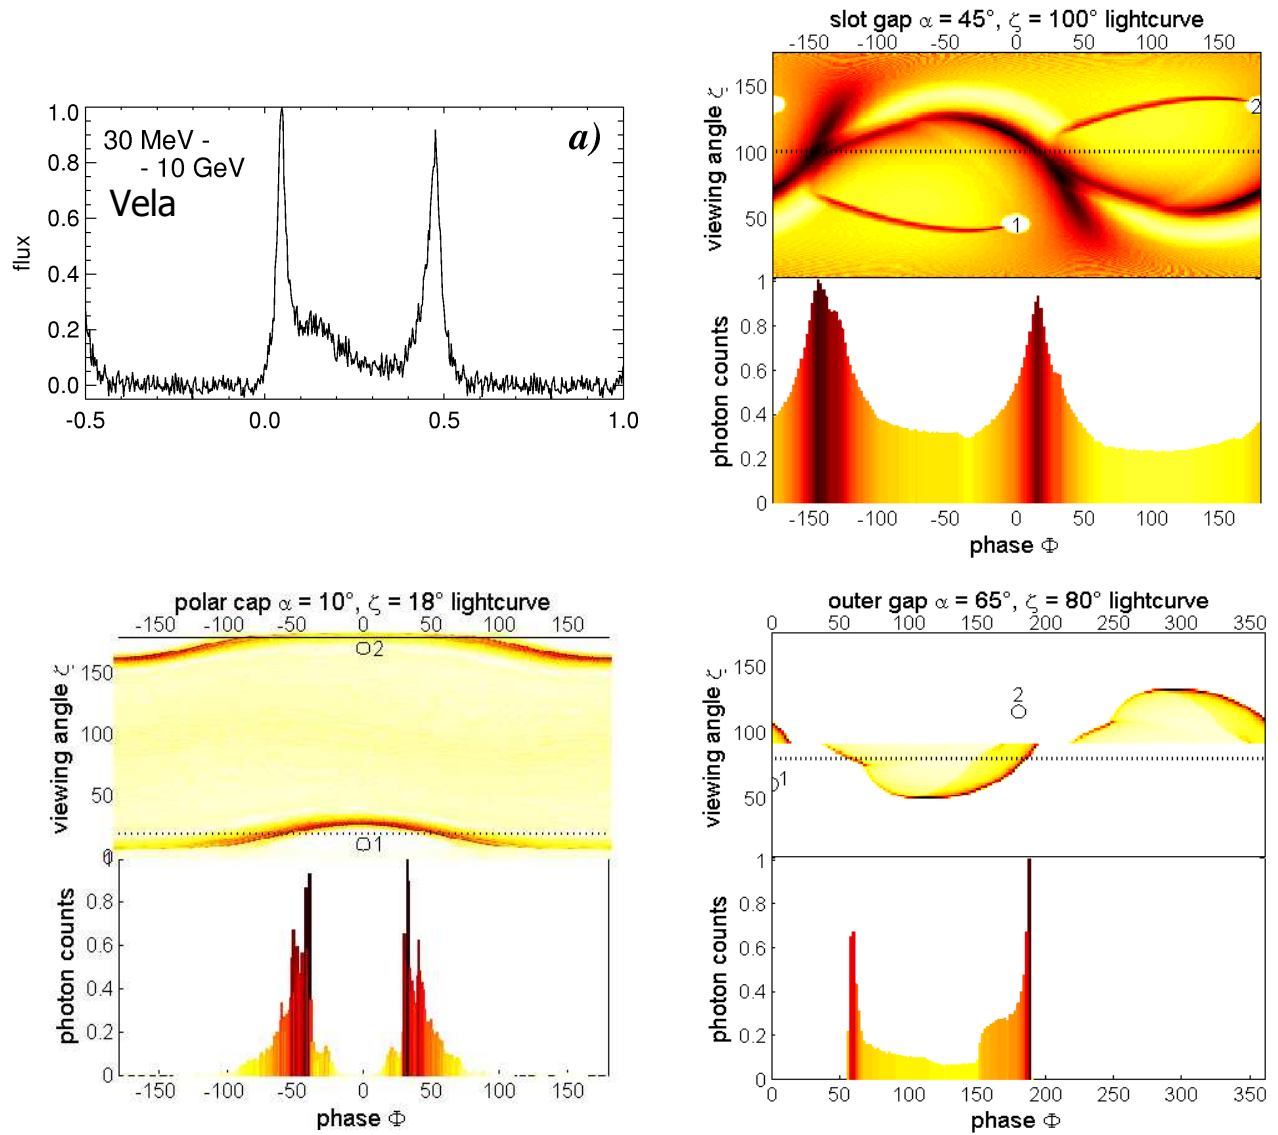 1.0
0.8
0.6
0.4
0.2
0.0
30 MeV -
- 10 GeV
Vela
a)
flux
-0.5
0.0
0.5
1.0
slot gap α = 45°, ζ = 100° lightcurve
-150 -100 -50 0 50 100 150
viewing angle ζ
150
100
50
1
2
photon counts
1
0.8
0.6
0.4
0.2
0
-150 -100 -50 0 50 100 150
phase Φ
polar cap α = 10°, ζ = 18° lightcurve
-150 -100 -50 0 50 100 150
viewing angle ζ
150
100
50
0
2
1
photon counts
1
0.8
0.6
0.4
0.2
0
-150 -100 -50 0 50 100 150
phase Φ
outer gap α = 65°, ζ = 80° lightcurve
0 50 100 150 200 250 300 350
viewing angle ζ
150
100
50
2
1
photon counts
1
0.8
0.6
0.4
0.2
0
0 50 100 150 200 250 300 350
phase Φ